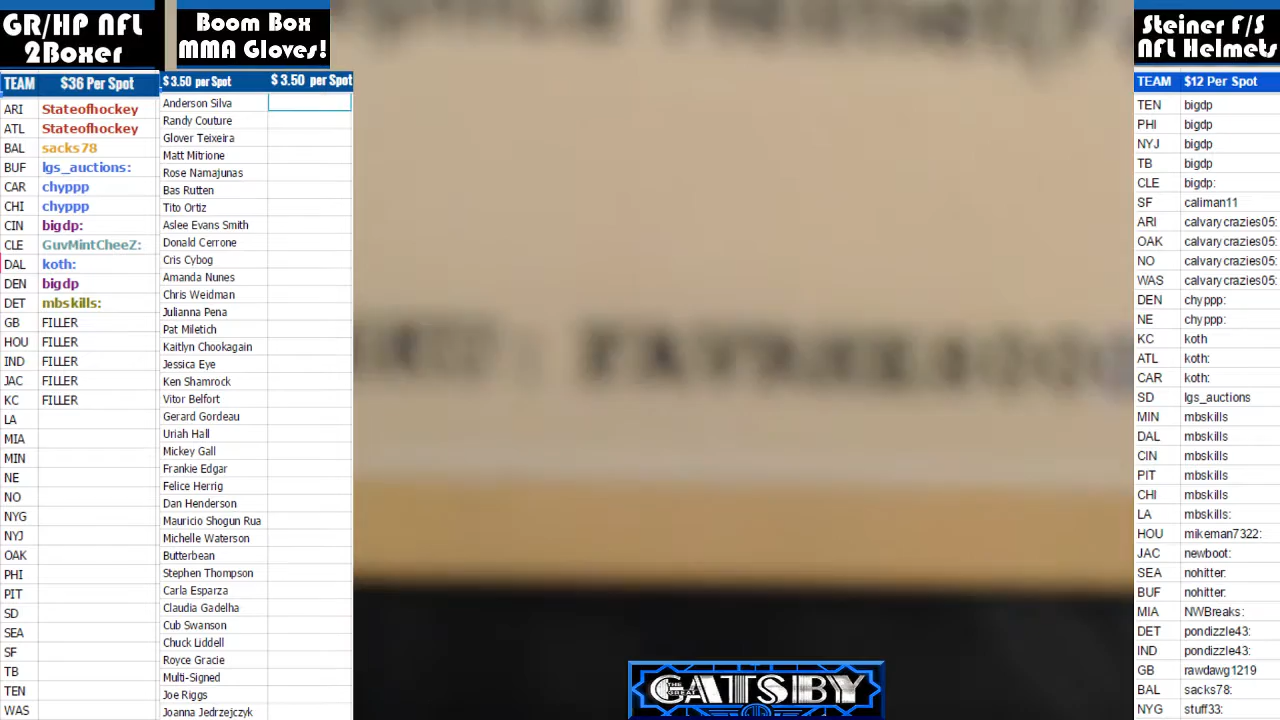 GR/HP NFL
2Boxer
TEAM $36 Per Spot
ARI Stateofhockey
ATL Stateofhockey
BAL sacks78
BUF lgs_auctions:
CAR chyppp
CHI chyppp
CIN bigdp:
CLE GuvMintCheeZ:
DAL koth:
DEN bigdp
DET mbskills:
GB FILLER
HOU FILLER
IND FILLER
JAC FILLER
KC FILLER
LA
MIA
MIN
NE
NO
NYG
NYJ
OAK
PHI
PIT
SD
SEA
SF
TB
TEN
WAS
Boom Box
MMA Gloves!
$ 3.50 per Spot $ 3.50 per Spot
Anderson Silva
Randy Couture
Glover Teixeira
Matt Mitrione
Rose Namajunas
Bas Rutten
Tito Ortiz
Aslee Evans Smith
Donald Cerrone
Cris Cybog
Amanda Nunes
Chris Weidman
Julianna Pena
Pat Miletich
Kaitlyn Chookagain
Jessica Eye
Ken Shamrock
Vitor Belfort
Gerard Gordeau
Uriah Hall
Mickey Gall
Frankie Edgar
Felice Herrig
Dan Henderson
Mauricio Shogun Rua
Michelle Waterson
Butterbean
Stephen Thompson
Carla Esparza
Claudia Gadelha
Cub Swanson
Chuck Liddell
Royce Gracie
Multi-Signed
Joe Riggs
Joanna Jedrzejczyk
THE GREAT GATSBY
Steiner F/S
NFL Helmets
TEAM $12 Per Spot
TEN bigdp
PHI bigdp
NYJ bigdp
TB bigdp
CLE bigdp:
SF caliman11
ARI calvarycrazies05:
OAK calvarycrazies05:
NO calvarycrazies05:
WAS calvarycrazies05:
DEN chyppp:
NE chyppp:
KC koth
ATL koth:
CAR koth:
SD lgs_auctions
MIN mbskills
DAL mbskills
CIN mbskills
PIT mbskills
CHI mbskills
LA mbskills:
HOU mikeman7322:
JAC newboot:
SEA nohitter:
BUF nohitter:
MIA NWBreaks:
DET pondizzle43:
IND pondizzle43:
GB rawdawg1219
BAL sacks78:
NYG stuff33: